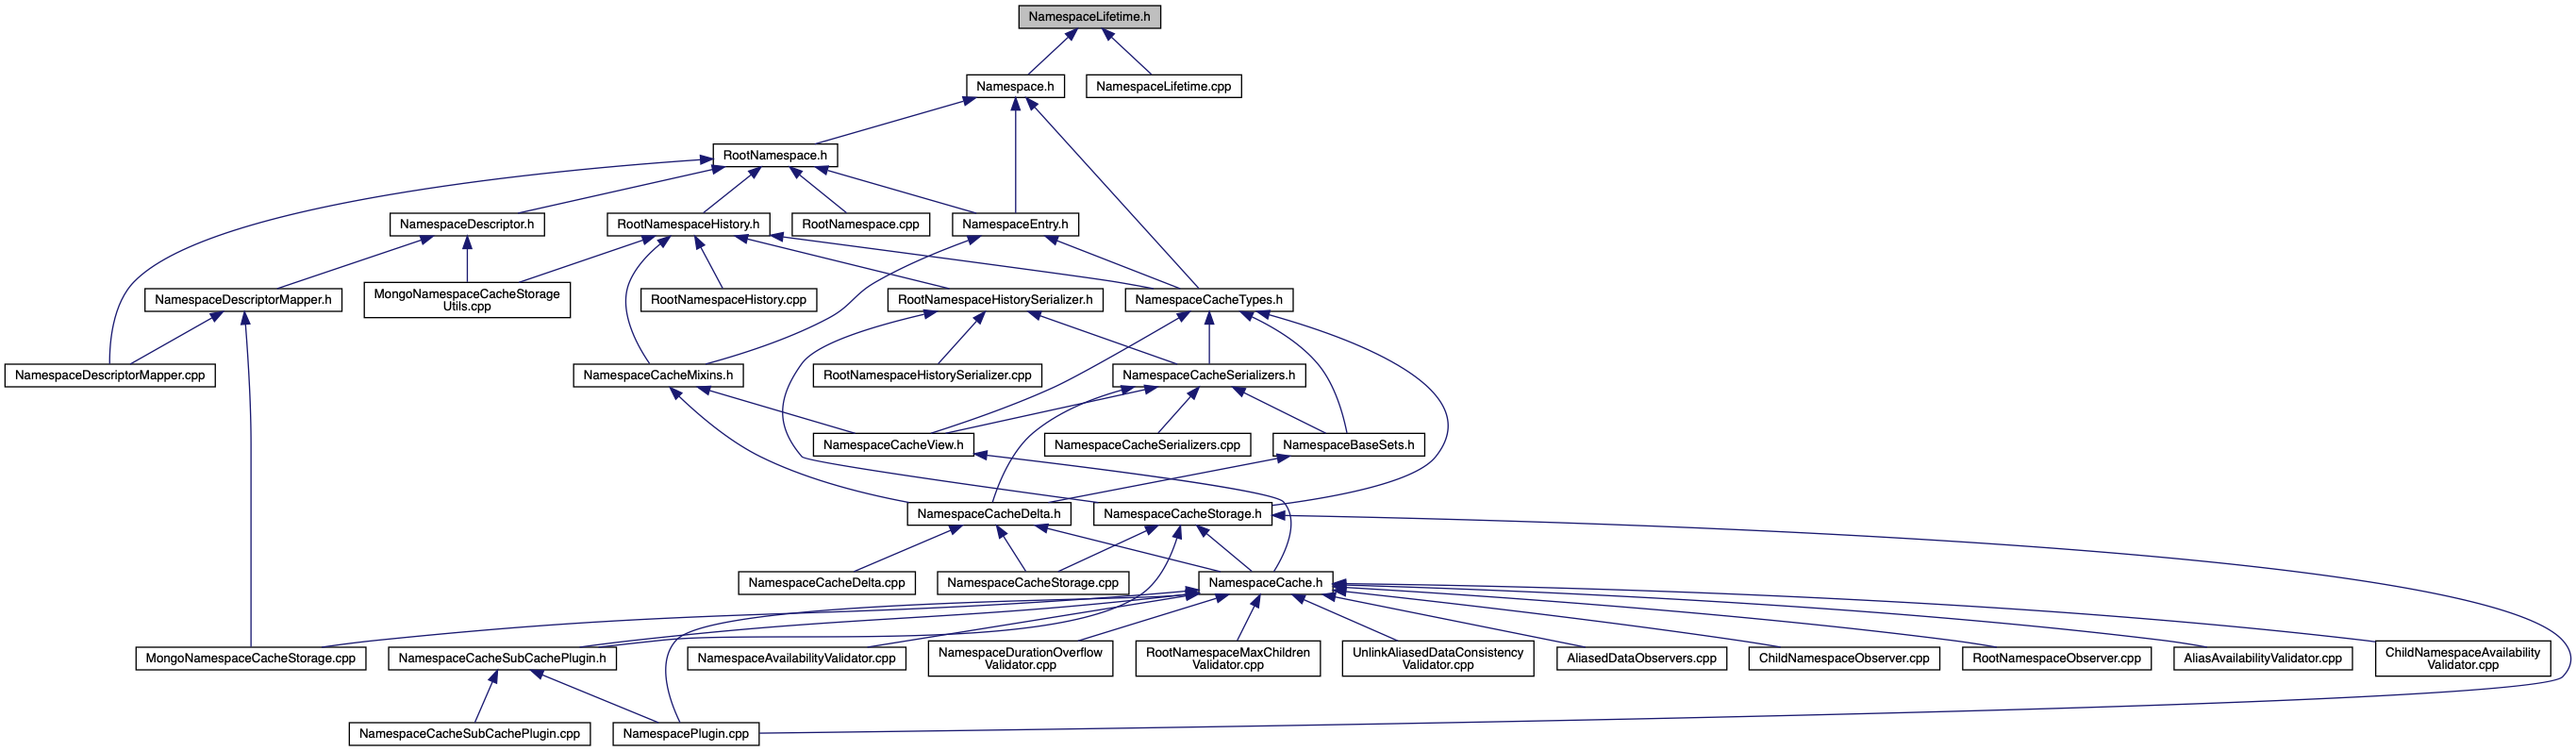 NamespaceLifetime.h
Namespace.h
NamespaceLifetime.cpp
RootNamespace.h
NamespaceDescriptor.h
RootNamespaceHistory.h
RootNamespace.cpp
NamespaceEntry.h
NamespaceDescriptorMapper.h
MongoNamespaceCacheStorage
Utils.cpp
RootNamespaceHistory.cpp
RootNamespaceHistorySerializer.h
NamespaceCacheTypes.h
NamespaceDescriptorMapper.cpp
NamespaceCacheMixins.h
RootNamespaceHistorySerializer.cpp
NamespaceCacheSerializers.h
NamespaceCacheView.h
NamespaceCacheSerializers.cpp
NamespaceBaseSets.h
NamespaceCacheDelta.h
NamespaceCacheStorage.h
NamespaceCacheDelta.cpp
NamespaceCacheStorage.cpp
NamespaceCache.h
MongoNamespaceCacheStorage.cpp
NamespaceCacheSubCachePlugin.h
NamespaceAvailabilityValidator.cpp
NamespaceDurationOverflow
Validator.cpp
RootNamespaceMaxChildren
Validator.cpp
UnlinkAliasedDataConsistency
Validator.cpp
AliasedDataObservers.cpp
ChildNamespaceObserver.cpp
RootNamespaceObserver.cpp
AliasAvailabilityValidator.cpp
ChildNamespaceAvailability
Validator.cpp
NamespaceCacheSubCachePlugin.cpp
NamespacePlugin.cpp